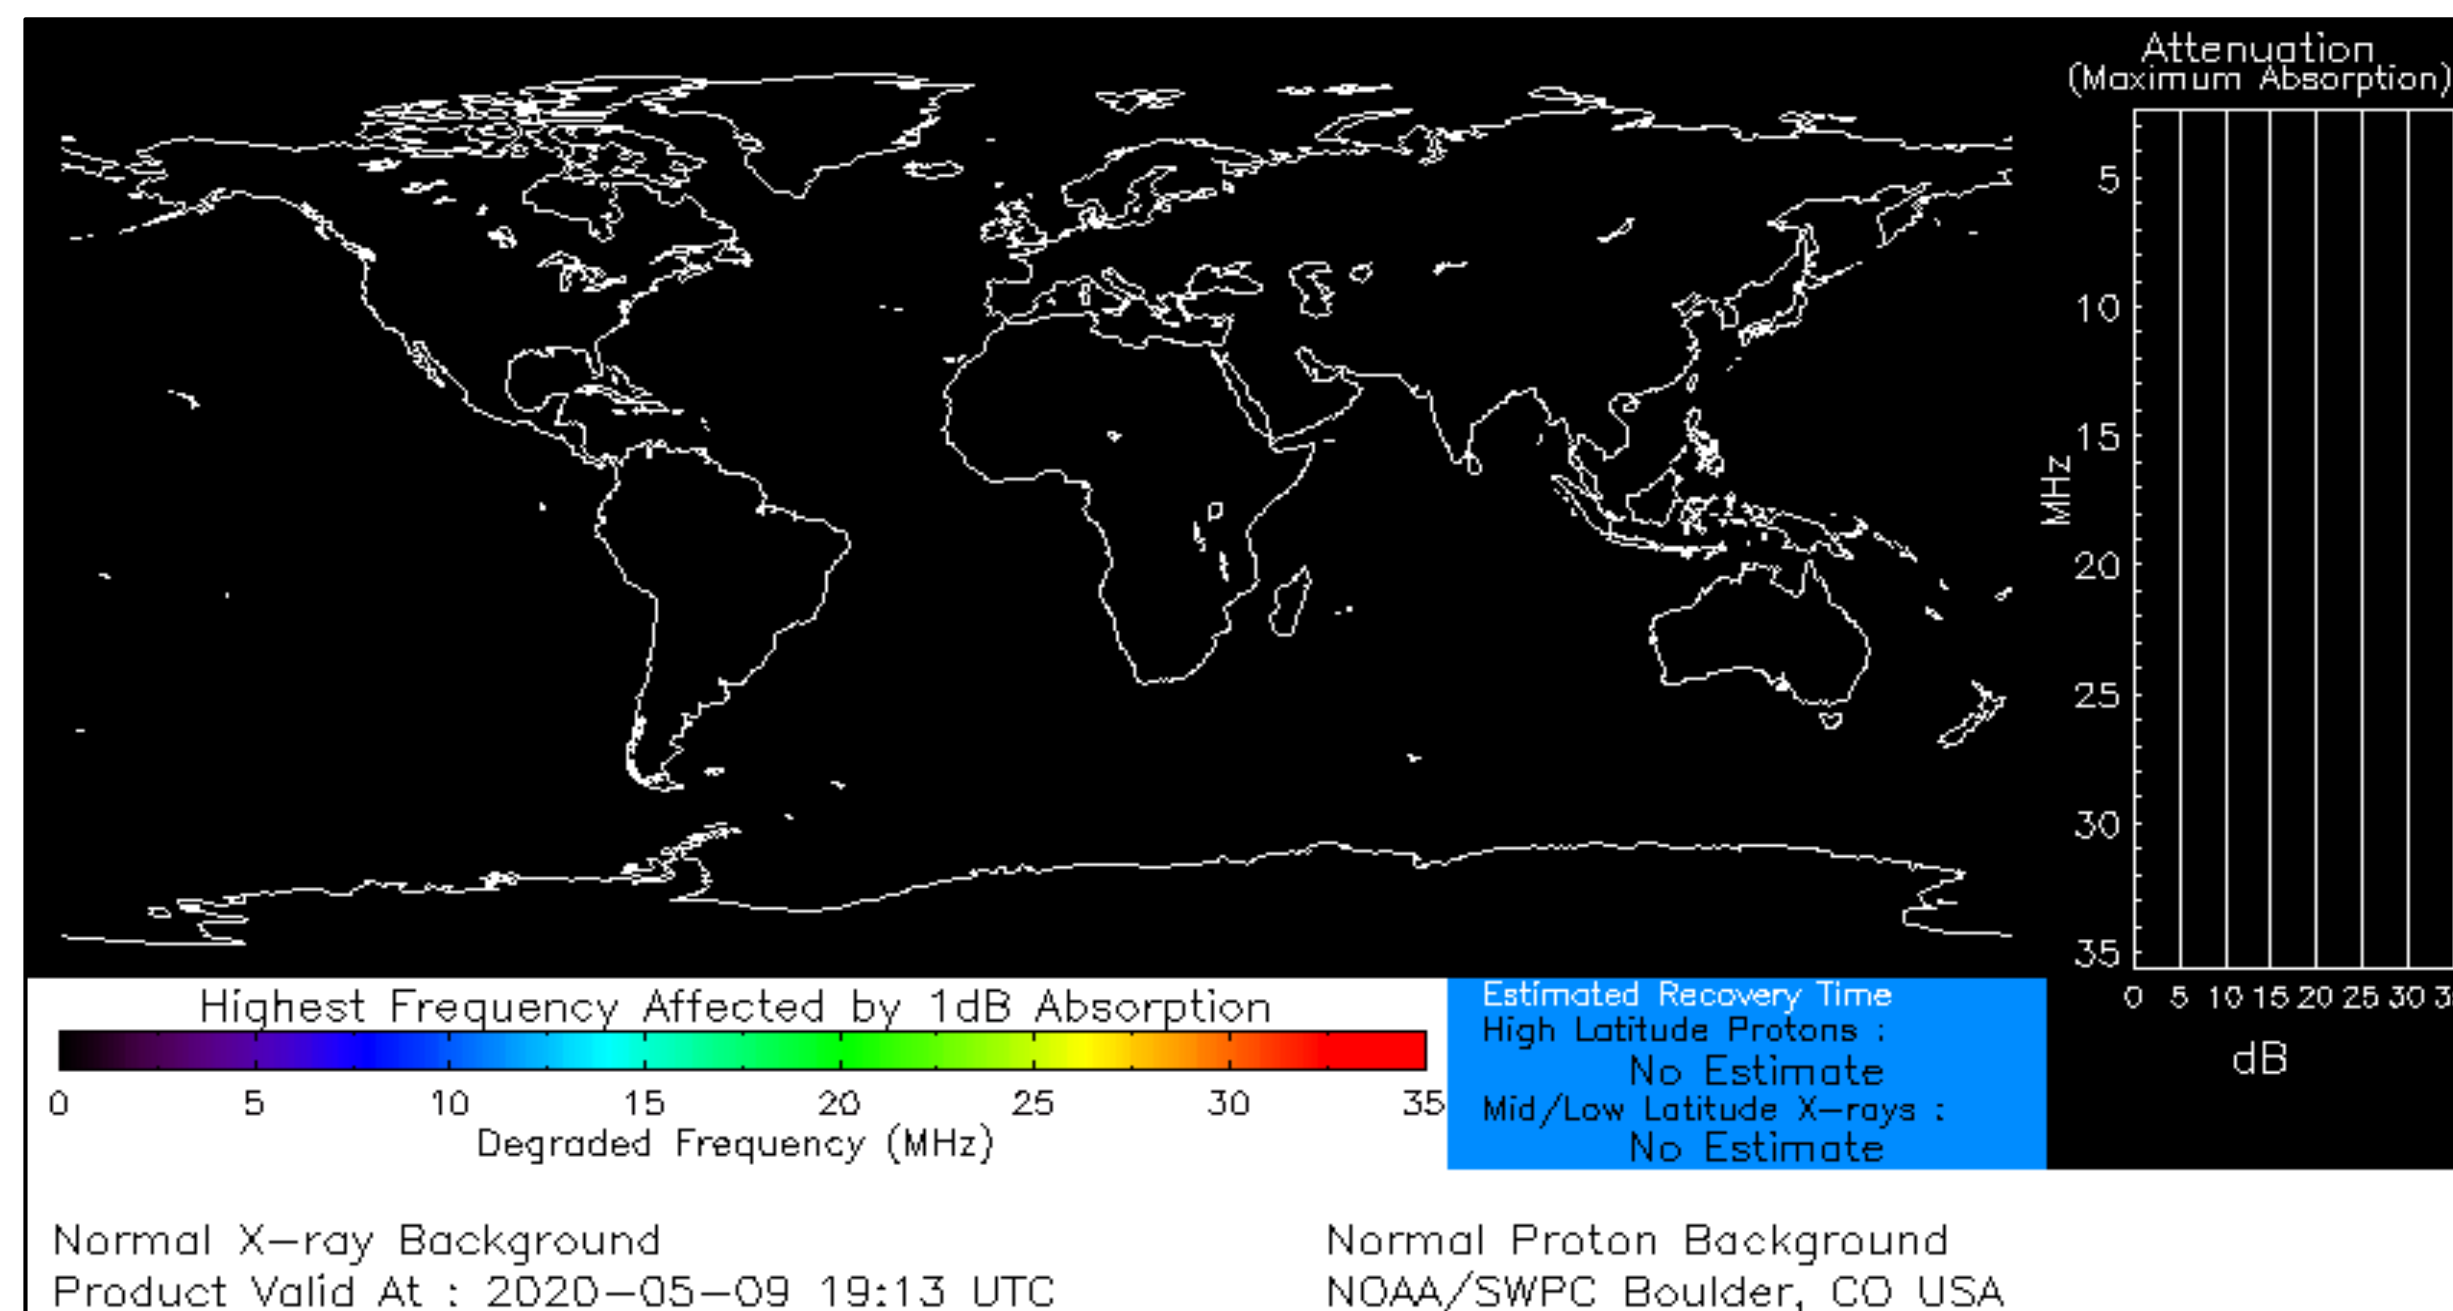 Attenuation
(Maximum Absorption)
5
10
15
20
25
30
35
MHz
0 5 10 15 20 25 30
dB
Highest Frequency Affected by 1dB Absorption
0 5 10 15 20 25 30 35
Degraded Frequency (MHz)
Estimated Recovery Time
High Latitude Protons :
No Estimate
Mid/Low Latitude X-rays :
No Estimate
Normal X-ray Background
Normal Proton Background
Product Valid At : 2020-05-09 19:13 UTC
NOAA/SWPC Boulder, CO USA